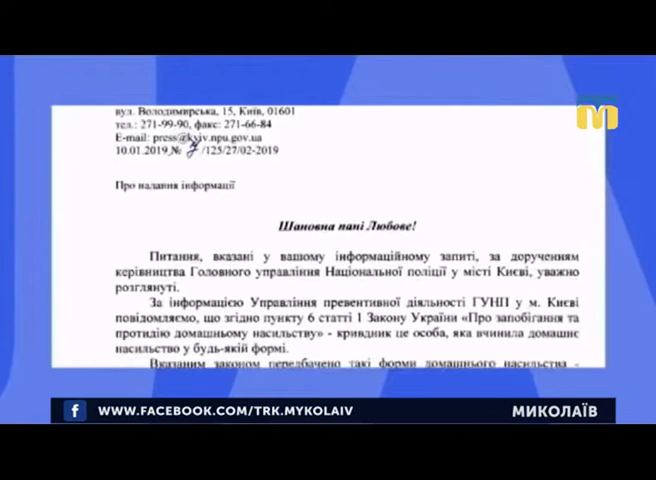 вул. Володимирська, 15, Київ, 01601
тел.: 271-99-90, факс: 271-66-84
E-mail: press@kyiv.npu.gov.ua
10.01.2019 № /125/27/02-2019
Про надання інформації
Шановна пані Любове!
Питання, вказані у вашому інформаційному запиті, за дорученням
керівництва Головного управління Національної поліції у місті Києві, уважно
розглянуті.
За інформацією Управління превентивної діяльності ГУНП у м. Києві
повідомляємо, що згідно пункту 6 статті 1 Закону України «Про запобігання та
протидію домашньому насильству» - кривдник це особа, яка вчинила домашнє
насильство у будь-якій формі.
Вказаним законом передбачено такі форми домашнього насильства -
f WWW.FACEBOOK.COM/TRK.MYKOLAIV
МИКОЛАЇВ